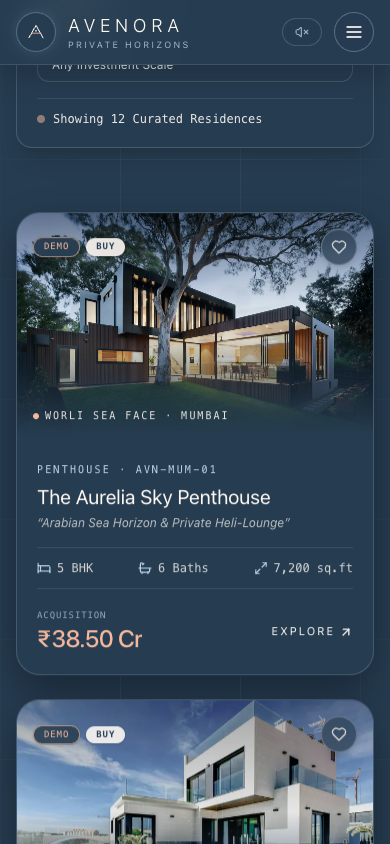 AVENORA
PRIVATE HORIZONS
Any Investment Scale
Showing 12 Curated Residences
DEMO
BUY
WORLI SEA FACE · MUMBAI
PENTHOUSE · AVN-MUM-01
The Aurelia Sky Penthouse
“Arabian Sea Horizon & Private Heli-Lounge”
5 BHK
6 Baths
7,200 sq.ft
ACQUISITION
₹38.50 Cr
EXPLORE
DEMO
BUY